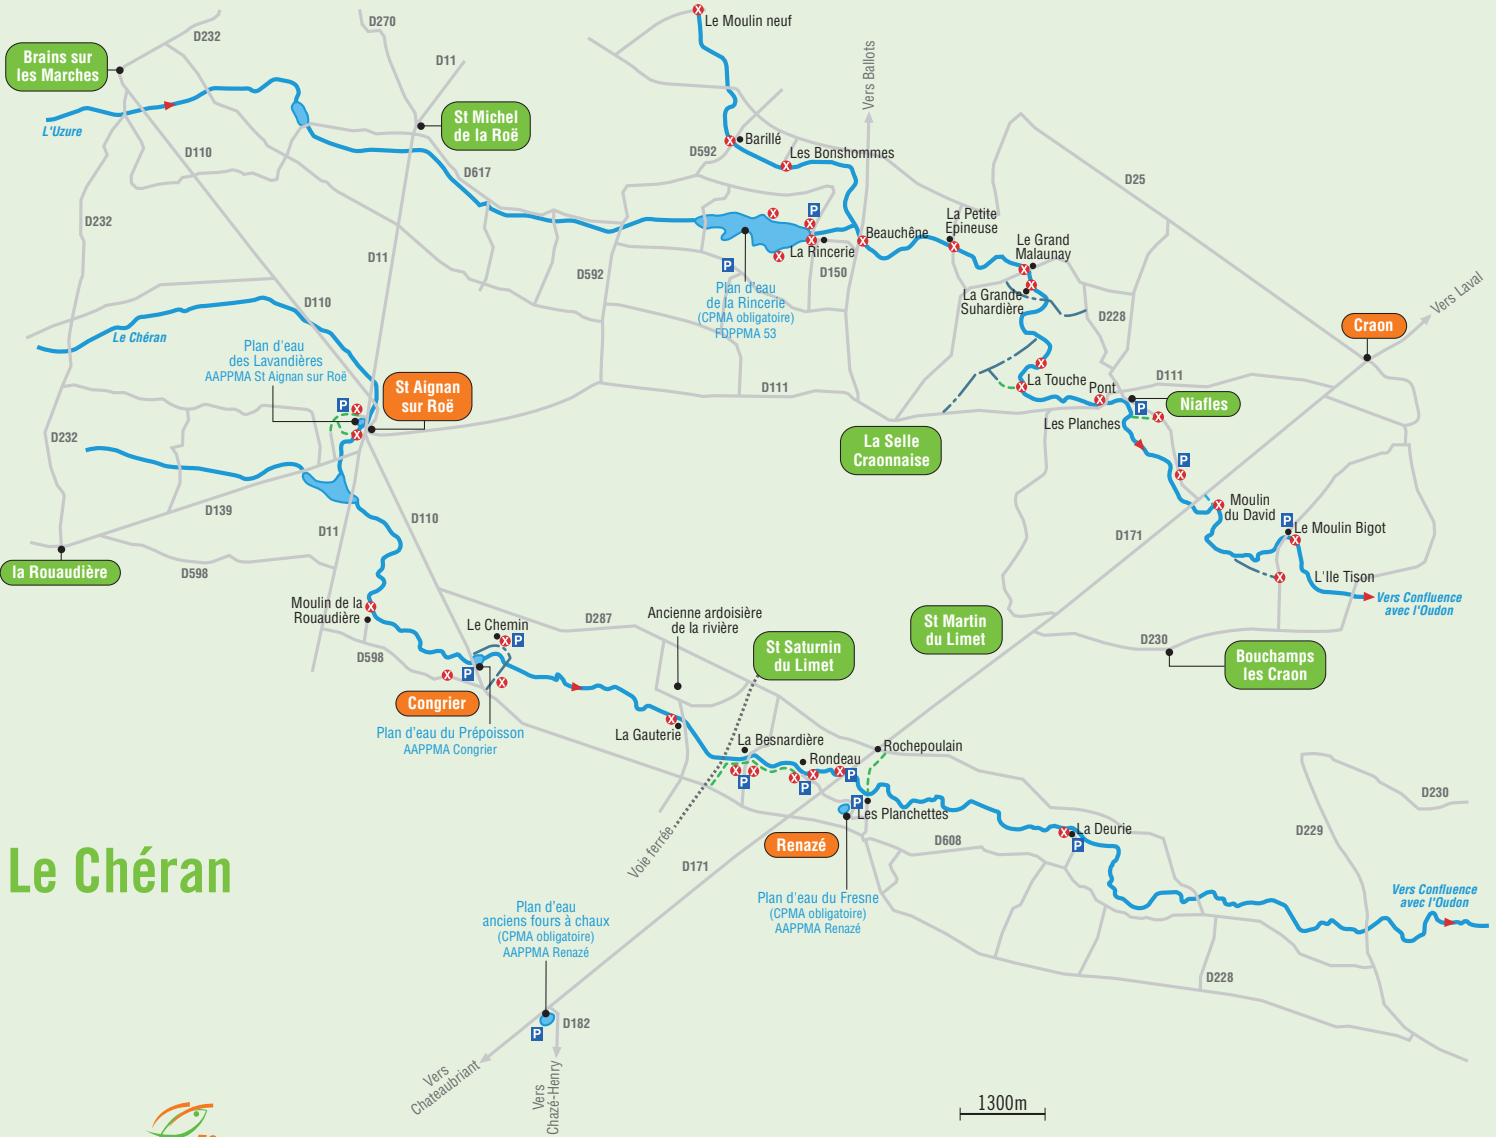 Le Moulin neuf
D232
D270
D11
Vers Ballots
Brains sur
les Marches
St Michel
de la Roë
L'Uzure
D110
D617
Barillé
D592
Les Bonshommes
D25
D232
P
La Petite
Epineuse
Beauchêne
Le Grand
Malaunay
La Rincerie
D11
D592
P
D150
Vers Laval
D110
Plan d'eau
de la Rincerie
(CPMA obligatoire)
FDPPMA 53
La Grande
Suhardière
D228
Craon
Le Chéran
Plan d'eau
des Lavandières
AAPPMA St Aignan sur Roë
St Aignan
sur Roë
P
D111
La Touche
Pont
D111
Niafles
P
Les Planches
La Selle
Craonnaise
D232
P
Moulin
du David
P
Le Moulin Bigot
D139
D11
D110
D171
la Rouaudière
D598
L'Ile Tison
Vers Confluence
avec l'Oudon
Moulin de la
Rouaudière
Le Chemin
P
D287
Ancienne ardoisière
de la rivière
St Martin
du Limet
D230
St Saturnin
du Limet
Bouchamps
les Craon
D598
P
Congrier
Plan d'eau du Prépoisson
AAPPMA Congrier
La Gauterie
La Besnardière
Rondeau
Rochepoulain
P
P
P
P
Les Planchettes
D230
D229
La Deurie
P
D608
Renazé
Voie ferrée
D171
Le Chéran
Plan d'eau du Fresne
(CPMA obligatoire)
AAPPMA Renazé
Vers Confluence
avec l'Oudon
Plan d'eau
anciens fours à chaux
(CPMA obligatoire)
AAPPMA Renazé
D228
P
D182
Vers
Chateaubriant
Vers
Chazé-Henry
1300m